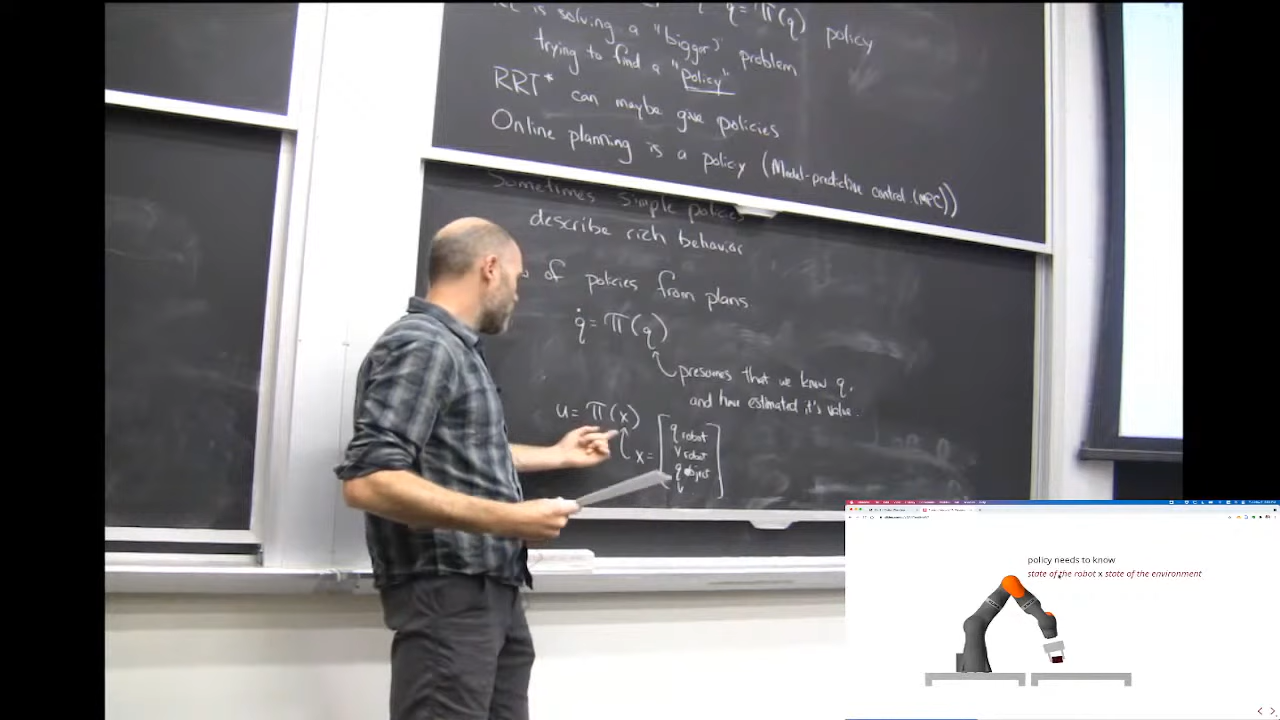 is solving a "bigger" problem
q̇ = π(q) policy
trying to find a "policy"
RRT* can maybe give policies
Online planning is a policy (Model-predictive control (MPC))
Sometimes simple policies
describe rich behavior
of policies from plans
q̇ = π(q)
presumes that we know q,
and have estimated it's value.
u = π(x)
x = [q robot
v robot
q object
policy needs to know
state of the robot x state of the environment